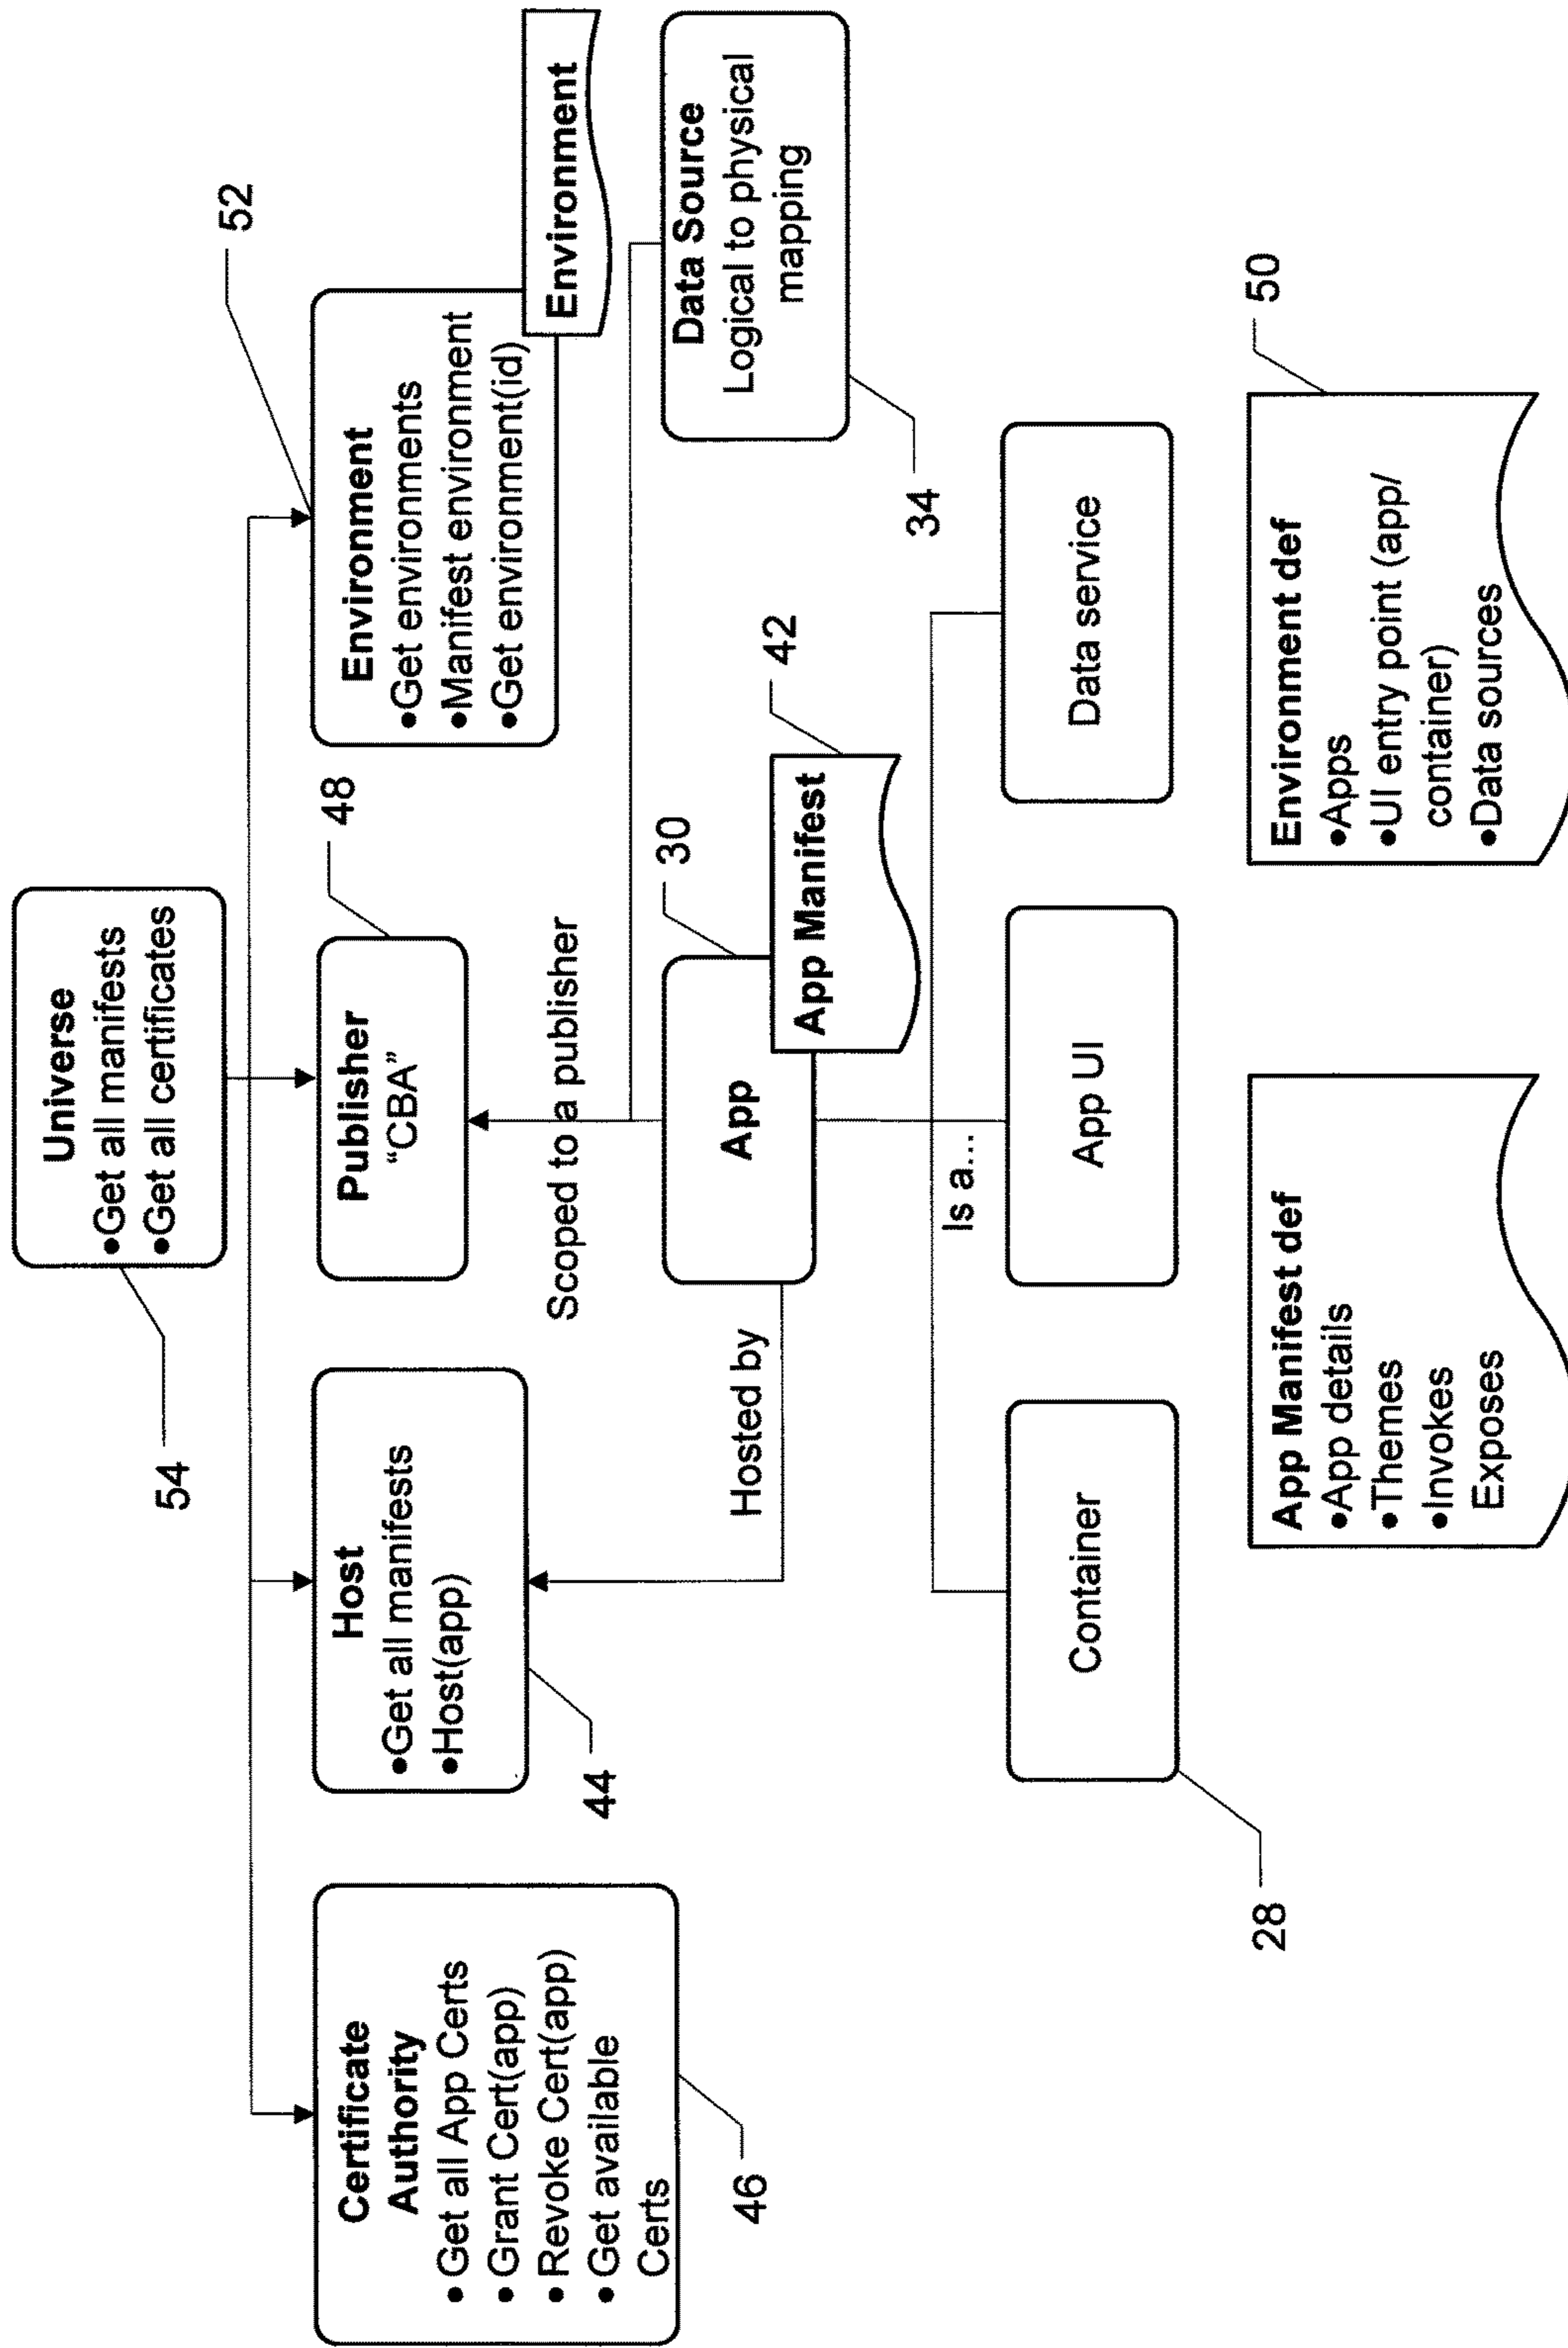 Universe
●Get all manifests
●Get all certificates
54
52
48
Certificate
Authority
●Get all App Certs
●Grant Cert(app)
●Revoke Cert(app)
●Get available
Certs
46
Host
●Get all manifests
●Host(app)
44
Publisher
“CBA”
Environment
●Get environments
●Manifest environment
●Get environment(id)
Environment
Scoped to a publisher
Hosted by
App
30
App Manifest
42
Data Source
Logical to physical
mapping
34
Is a...
Container
28
App UI
Data service
App Manifest def
●App details
●Themes
●Invokes
Exposes
Environment def
●Apps
●UI entry point (app/
container)
●Data sources
50